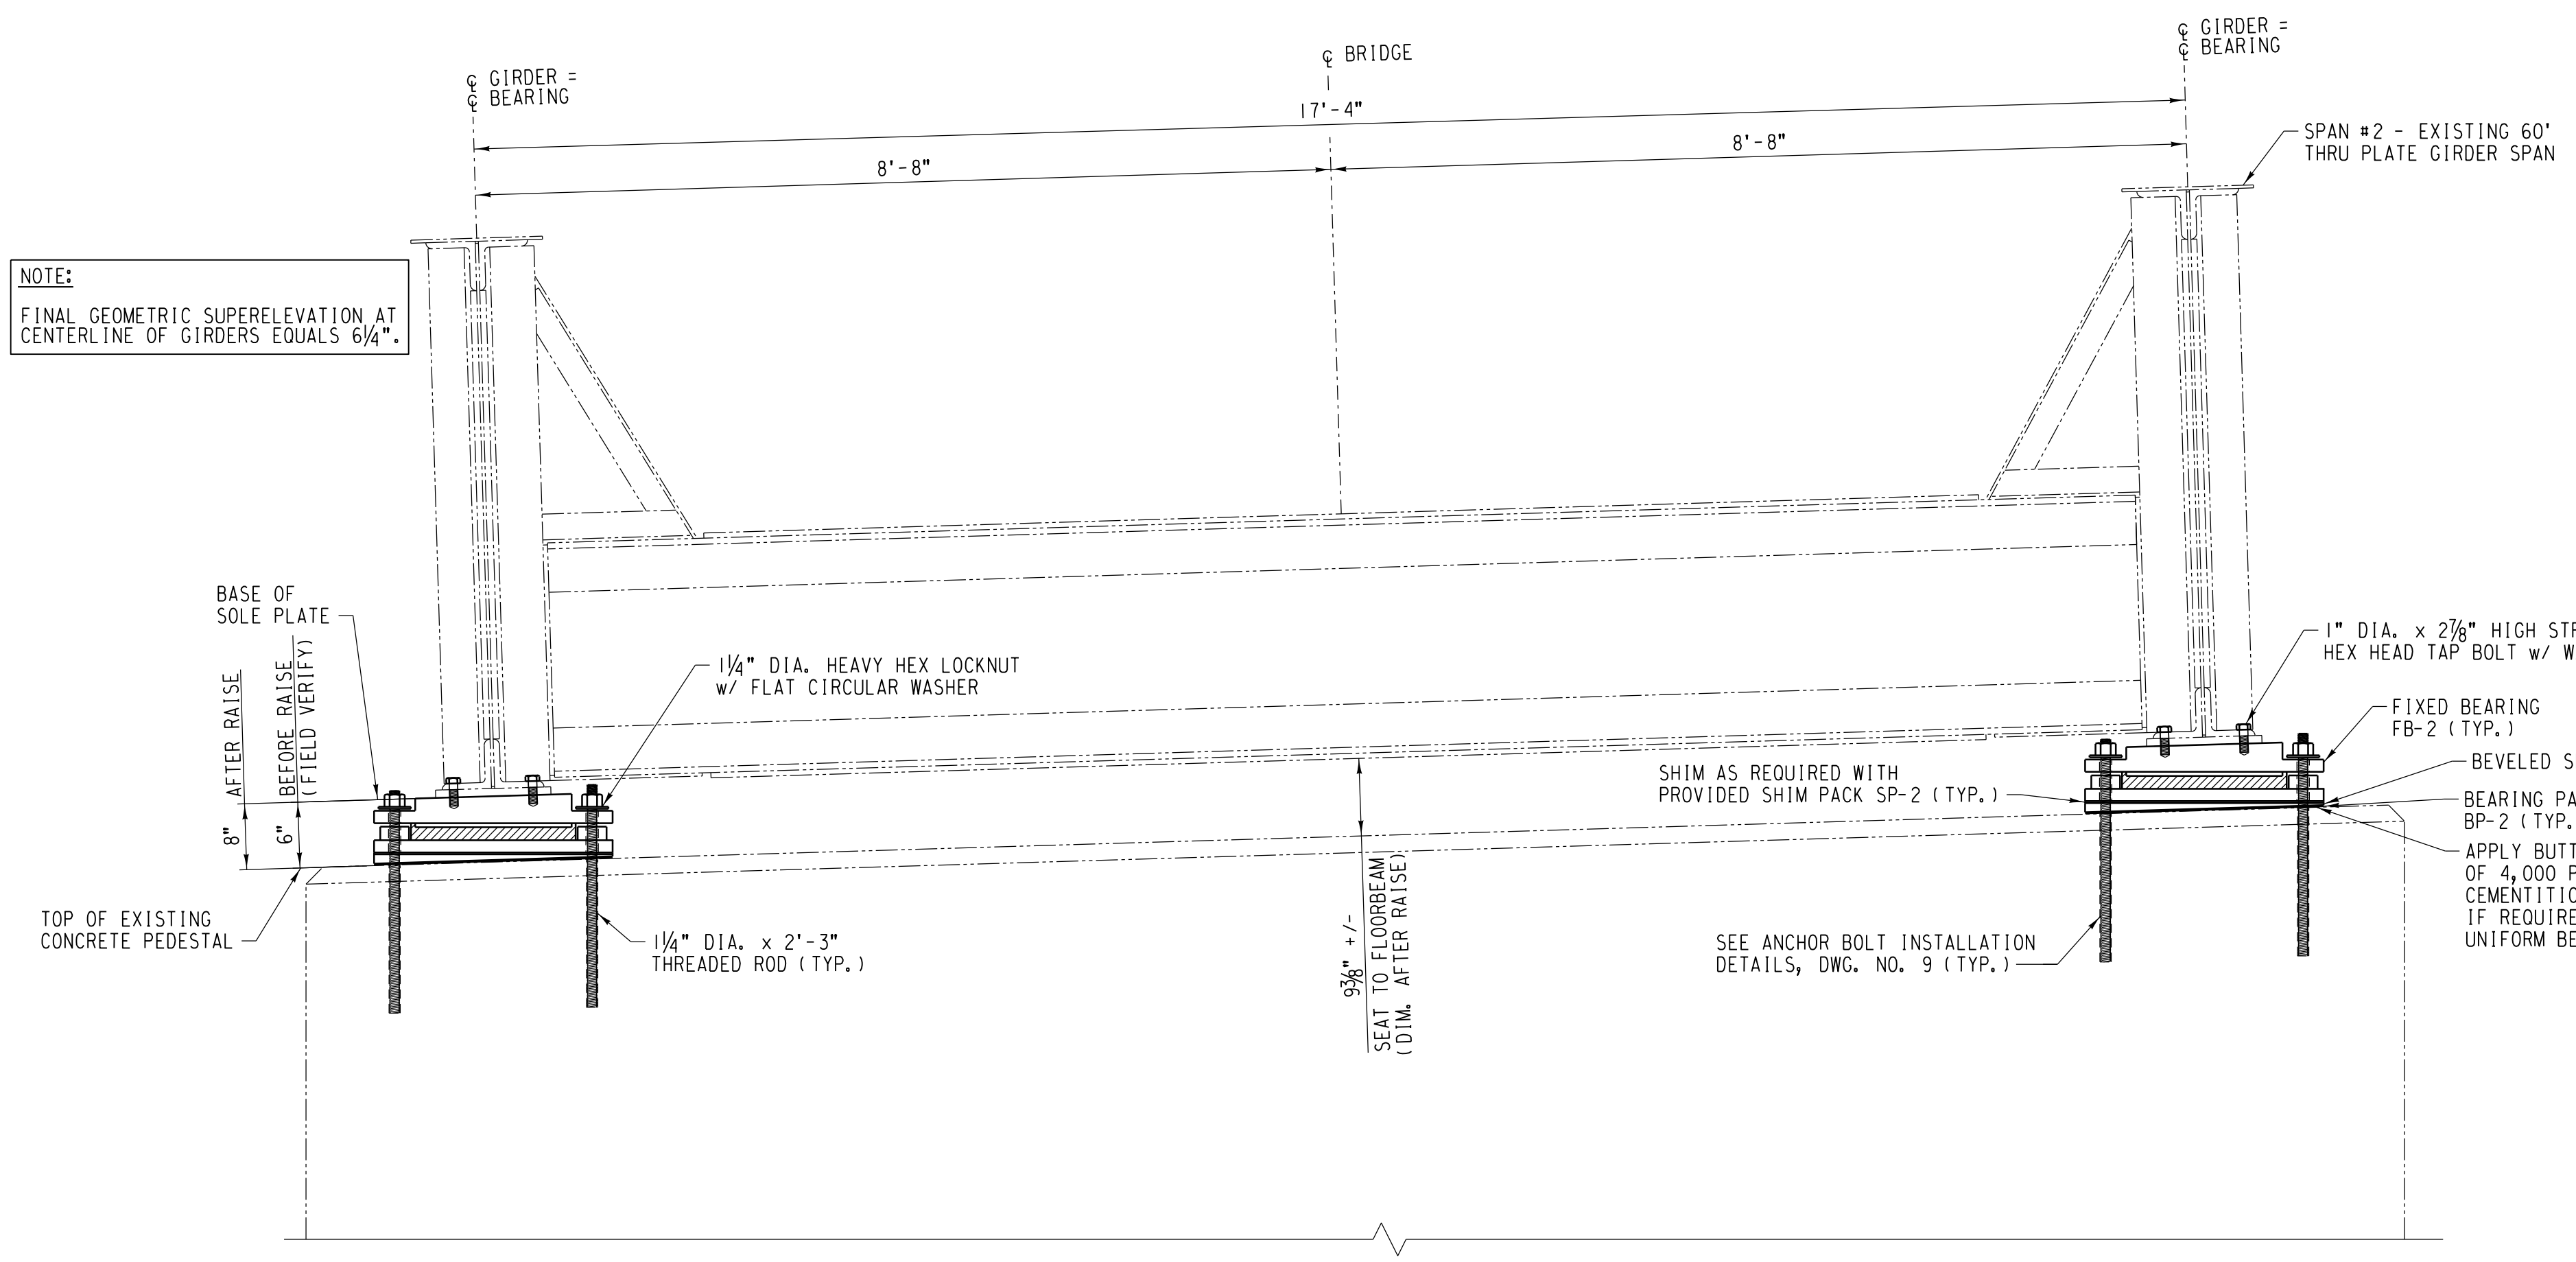 ℄ GIRDER =
℄ BEARING
℄ BRIDGE
℄ GIRDER =
℄ BEARING
17'-4"
8'-8"
8'-8"
SPAN #2 - EXISTING 60'
THRU PLATE GIRDER SPAN
NOTE:
FINAL GEOMETRIC SUPERELEVATION AT
CENTERLINE OF GIRDERS EQUALS 6¼".
BASE OF
SOLE PLATE
AFTER RAISE
8"
BEFORE RAISE
(FIELD VERIFY)
6"
1¼" DIA. HEAVY HEX LOCKNUT
w/ FLAT CIRCULAR WASHER
TOP OF EXISTING
CONCRETE PEDESTAL
1¼" DIA. x 2'-3"
THREADED ROD (TYP.)
9⅜" +/-
SEAT TO FLOORBEAM
(DIM. AFTER RAISE)
SHIM AS REQUIRED WITH
PROVIDED SHIM PACK SP-2 (TYP.)
SEE ANCHOR BOLT INSTALLATION
DETAILS, DWG. NO. 9 (TYP.)
1" DIA. x 2⅞" HIGH STR
HEX HEAD TAP BOLT w/ W
FIXED BEARING
FB-2 (TYP.)
BEVELED S
BEARING PA
BP-2 (TYP.
APPLY BUTT
OF 4,000 P
CEMENTITIO
IF REQUIRE
UNIFORM BE